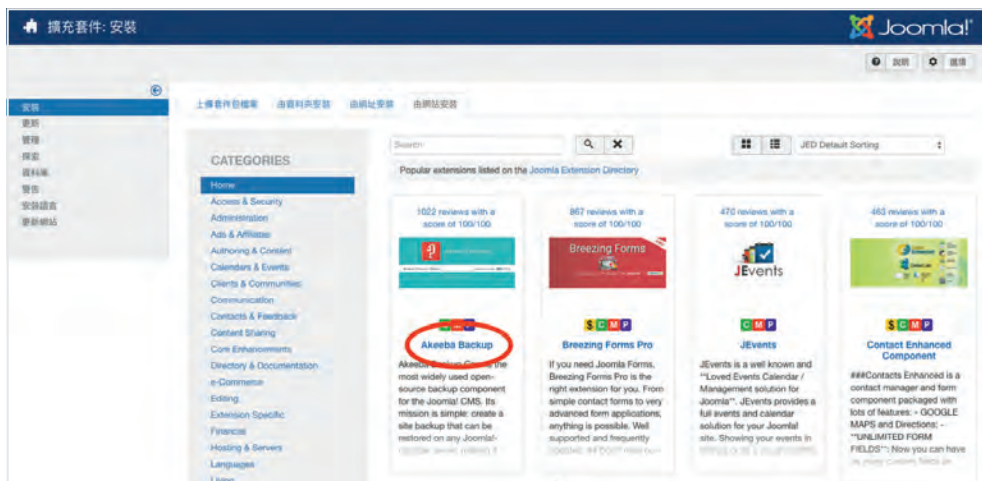 擴充套件: 安裝
Joomla!
說明
選項
安裝
更新
管理
探索
資料庫
警告
安裝語言
更新網站
上傳套件包檔案
由資料夾安裝
由網址安裝
由網站安裝
CATEGORIES
Home
Access & Security
Administration
Ads & Affiliates
Authoring & Content
Calendars & Events
Clients & Communities
Communication
Contacts & Feedback
Content Sharing
Core Enhancements
Directory & Documentation
e-Commerce
Editing
Extension Specific
Financial
Hosting & Servers
Languages
Living
Search
JED Default Sorting
Popular extensions listed on the Joomla Extension Directory
1022 reviews with a
score of 100/100
Akeeba Backup
Akeeba Backup
most widely used open-
source backup component
for the Joomla! CMS. Its
mission is simple: create a
site backup that can be
restored on any Joomla!-
867 reviews with a
score of 100/100
Breezing Forms
S C M P
Breezing Forms Pro
If you need Joomla Forms,
Breezing Forms Pro is the
right extension for you. From
simple contact forms to very
advanced form applications,
anything is possible. Well
supported and frequently
470 reviews with a
score of 100/100
JEvents
C M P
JEvents
JEvents is a well known and
"Loved Events Calendar /
Management solution for
Joomla". JEvents provides a
full events and calendar
solution for your Joomla!
site. Showing your events in
463 reviews with a
score of 100/100
S C M P
Contact Enhanced
Component
###Contacts Enhanced is a
contact manager and form
component packaged with
lots of features: - GOOGLE
MAPS and Directions: -
"UNLIMITED FORM
FIELDS": Now you can have